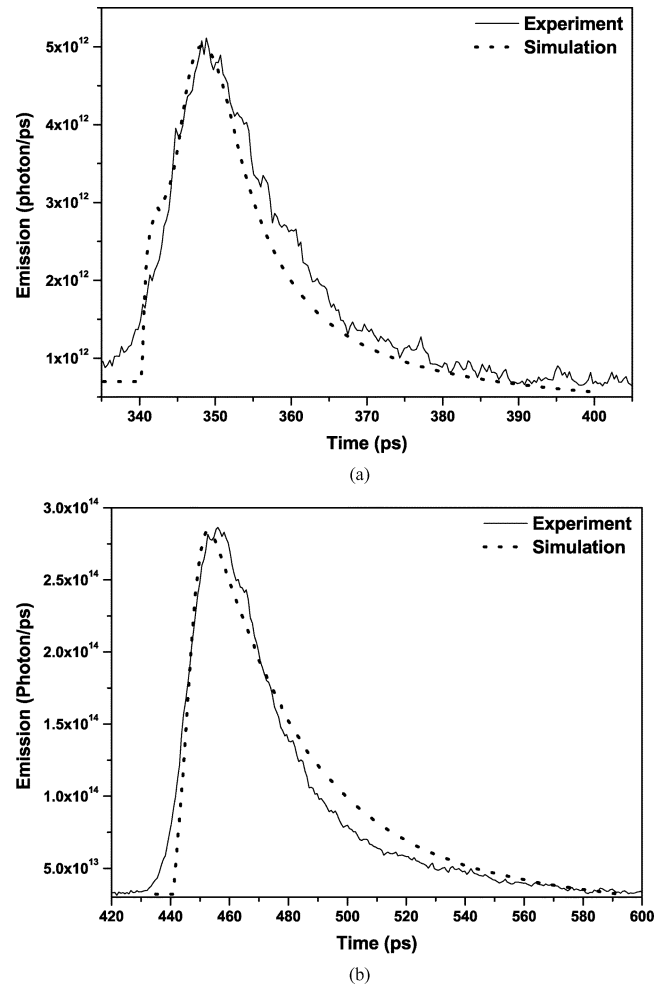 Experiment
Simulation
5x10^12
4x10^12
3x10^12
2x10^12
1x10^12
Emission (photon/ps)
340 350 360 370 380 390 400
Time (ps)
(a)
Experiment
Simulation
3.0x10^14
2.5x10^14
2.0x10^14
1.5x10^14
1.0x10^14
5.0x10^13
Emission (Photon/ps)
420 440 460 480 500 520 540 560 580 600
Time (ps)
(b)